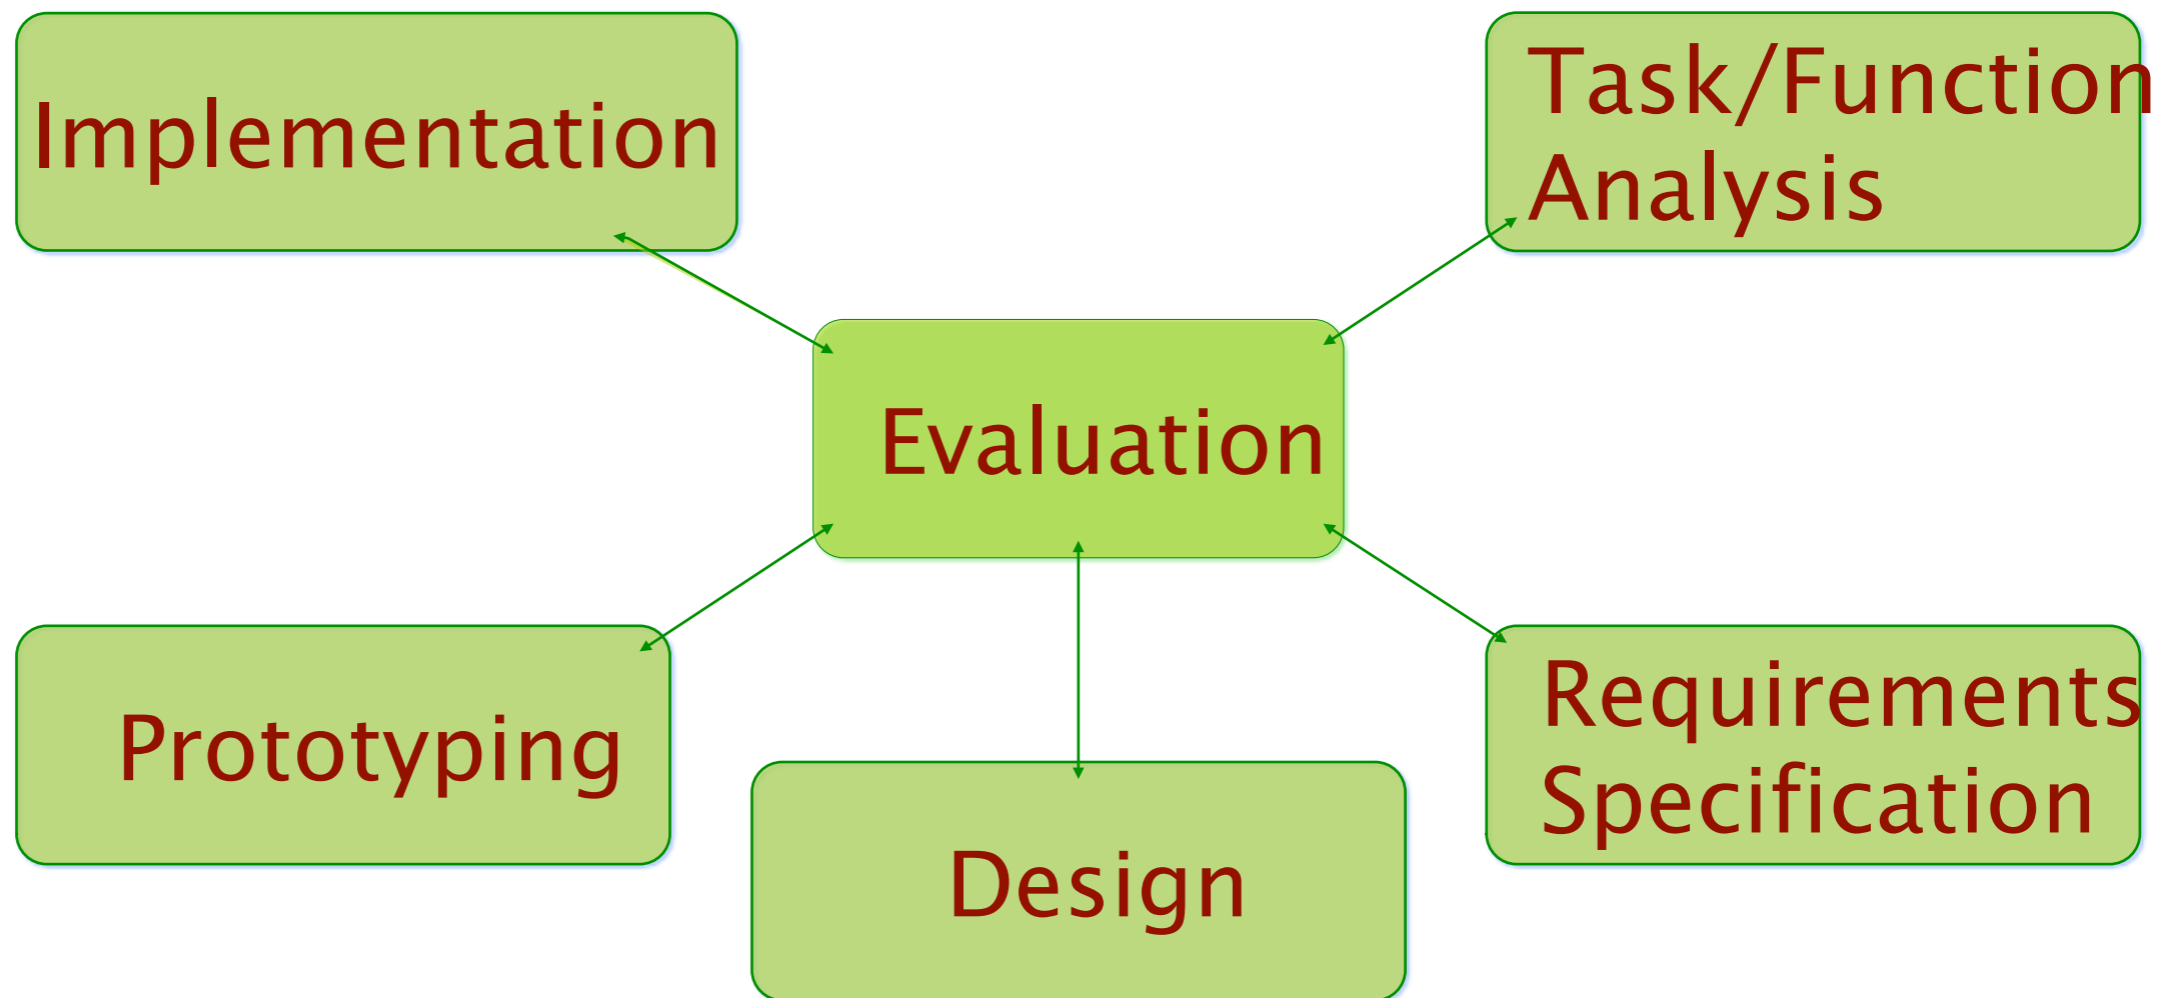 Implementation
Task/Function
Analysis
Evaluation
Prototyping
Requirements
Specification
Design